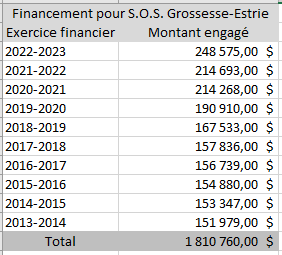 Financement pour S.O.S. Grossesse-Estrie
Exercice financier Montant engagé
2022-2023 248 575,00 $
2021-2022 214 693,00 $
2020-2021 214 268,00 $
2019-2020 190 910,00 $
2018-2019 167 533,00 $
2017-2018 157 836,00 $
2016-2017 156 739,00 $
2015-2016 154 880,00 $
2014-2015 153 347,00 $
2013-2014 151 979,00 $
Total 1 810 760,00 $